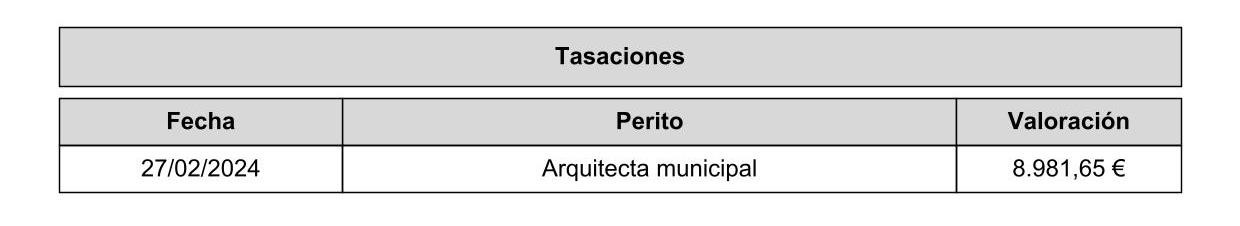 Tasaciones
Fecha Perito Valoración
27/02/2024 Arquitecta municipal 8.981,65 €